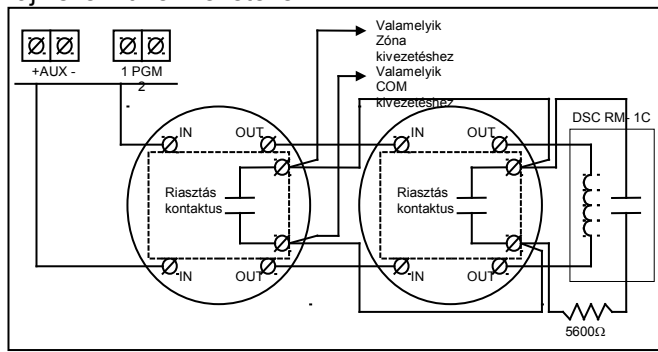 +AUX -
1 PGM
2
Valamelyik
Zóna
kivezetéshez
Valamelyik
COM
kivezetéshez
DSC RM- 1C
IN
OUT
IN
OUT
Riasztás
kontaktus
Riasztás
kontaktus
IN
OUT
IN
OUT
5600Ω